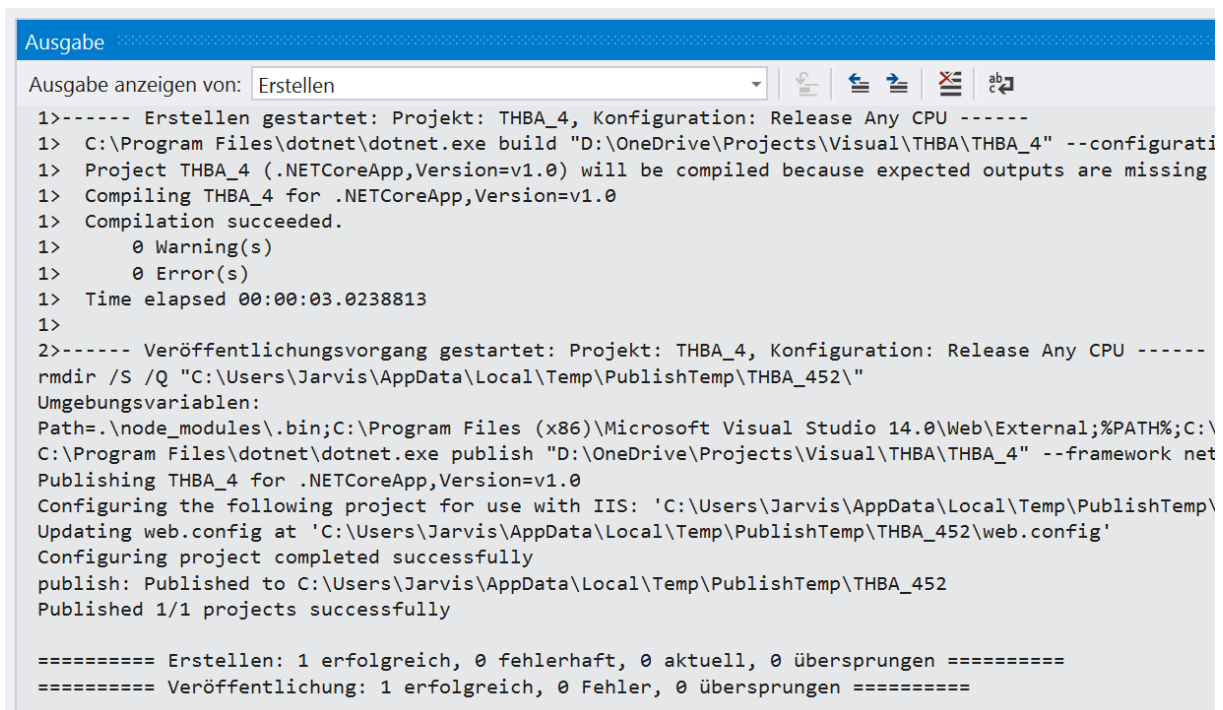 Ausgabe
Ausgabe anzeigen von: Erstellen
1>------ Erstellen gestartet: Projekt: THBA_4, Konfiguration: Release Any CPU ------
1>  C:\Program Files\dotnet\dotnet.exe build "D:\OneDrive\Projects\Visual\THBA\THBA_4" --configurati
1>  Project THBA_4 (.NETCoreApp,Version=v1.0) will be compiled because expected outputs are missing
1>  Compiling THBA_4 for .NETCoreApp,Version=v1.0
1>  Compilation succeeded.
1>      0 Warning(s)
1>      0 Error(s)
1>  Time elapsed 00:00:03.0238813
1>
2>------ Veröffentlichungsvorgang gestartet: Projekt: THBA_4, Konfiguration: Release Any CPU ------
rmdir /S /Q "C:\Users\Jarvis\AppData\Local\Temp\PublishTemp\THBA_452\"
Umgebungsvariablen:
Path=.\node_modules\.bin;C:\Program Files (x86)\Microsoft Visual Studio 14.0\Web\External;%PATH%;C:\
C:\Program Files\dotnet\dotnet.exe publish "D:\OneDrive\Projects\Visual\THBA\THBA_4" --framework net
Publishing THBA_4 for .NETCoreApp,Version=v1.0
Configuring the following project for use with IIS: 'C:\Users\Jarvis\AppData\Local\Temp\PublishTemp\
Updating web.config at 'C:\Users\Jarvis\AppData\Local\Temp\PublishTemp\THBA_452\web.config'
Configuring project completed successfully
publish: Published to C:\Users\Jarvis\AppData\Local\Temp\PublishTemp\THBA_452
Published 1/1 projects successfully
========== Erstellen: 1 erfolgreich, 0 fehlerhaft, 0 aktuell, 0 übersprungen ==========
========== Veröffentlichung: 1 erfolgreich, 0 Fehler, 0 übersprungen ==========